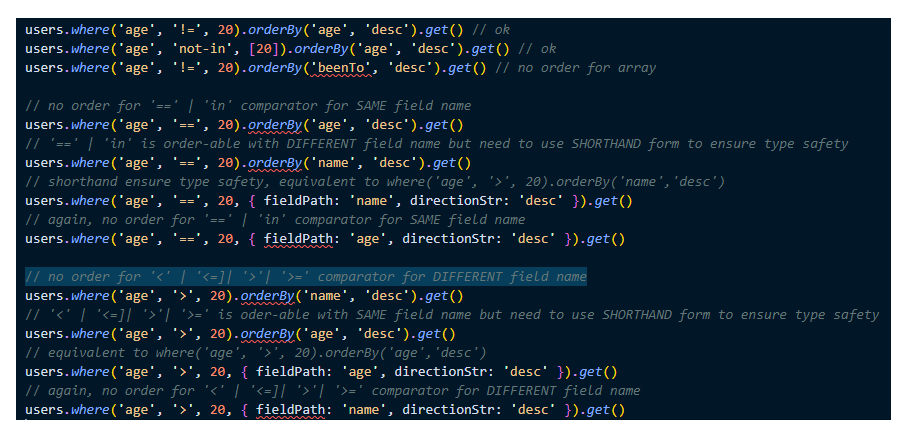 users.where('age', '!=', 20).orderBy('age', 'desc').get() // ok
users.where('age', 'not-in', [20]).orderBy('age', 'desc').get() // ok
users.where('age', '!=', 20).orderBy('beenTo', 'desc').get() // no order for array
// no order for '==' | 'in' comparator for SAME field name
users.where('age', '==', 20).orderBy('age', 'desc').get()
// '==' | 'in' is order-able with DIFFERENT field name but need to use SHORTHAND form to ensure type safety
users.where('age', '==', 20).orderBy('name', 'desc').get()
// shorthand ensure type safety, equivalent to where('age', '>', 20).orderBy('name','desc')
users.where('age', '==', 20, { fieldPath: 'name', directionStr: 'desc' }).get()
// again, no order for '==' | 'in' comparator for SAME field name
users.where('age', '==', 20, { fieldPath: 'age', directionStr: 'desc' }).get()
// no order for '<' | '<=]| '>'| '>=' comparator for DIFFERENT field name
users.where('age', '>', 20).orderBy('name', 'desc').get()
// '<' | '<=]| '>'| '>=' is oder-able with SAME field name but need to use SHORTHAND form to ensure type safety
users.where('age', '>', 20).orderBy('age', 'desc').get()
// equivalent to where('age', '>', 20).orderBy('age','desc')
users.where('age', '>', 20, { fieldPath: 'age', directionStr: 'desc' }).get()
// again, no order for '<' | '<=]| '>'| '>=' comparator for DIFFERENT field name
users.where('age', '>', 20, { fieldPath: 'name', directionStr: 'desc' }).get()